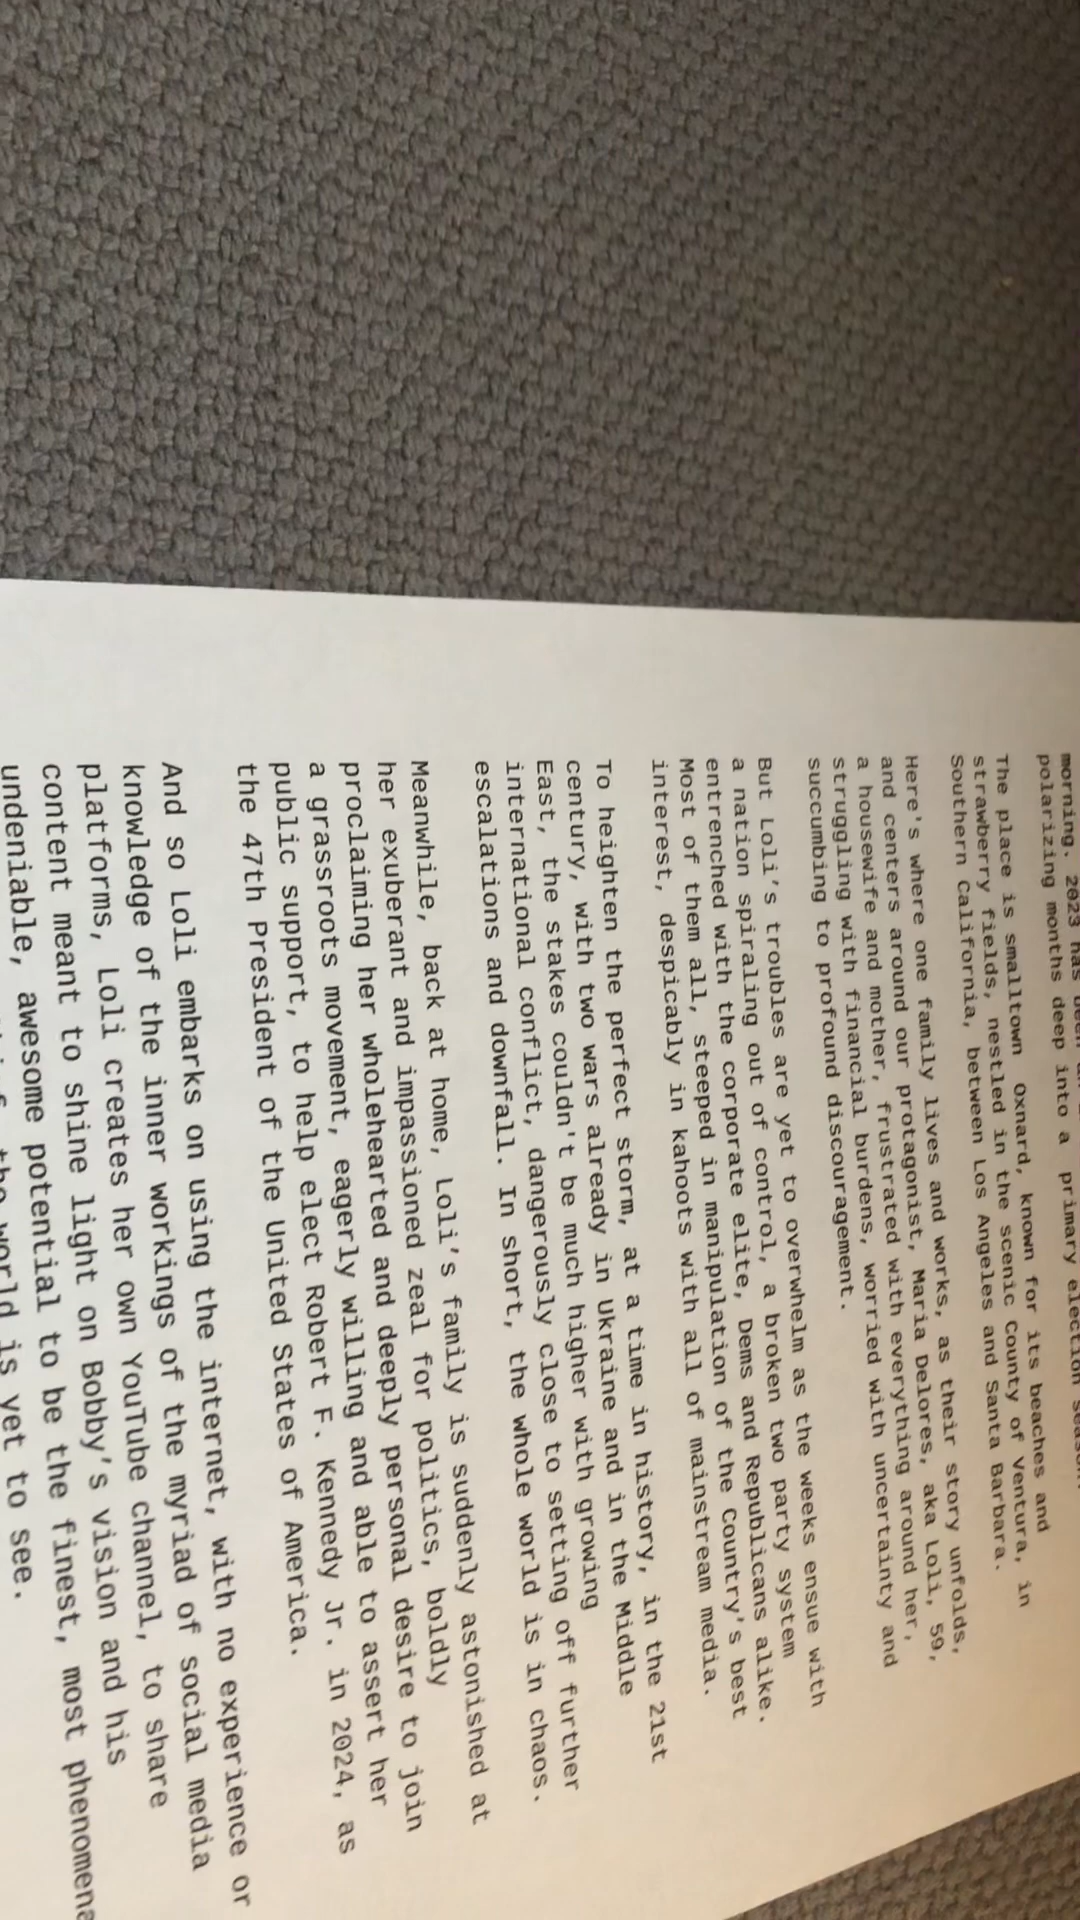 morning. 2023 has been
polarizing months deep into a primary election season.
The place is smalltown Oxnard, known for its beaches and
strawberry fields, nestled in the scenic County of Ventura, in
Southern California, between Los Angeles and Santa Barbara.
Here's where one family lives and works, as their story unfolds,
and centers around our protagonist, Maria Delores, aka Loli, 59,
a housewife and mother, frustrated with everything around her,
struggling with financial burdens, worried with uncertainty and
succumbing to profound discouragement.
But Loli's troubles are yet to overwhelm as the weeks ensue with
a nation spiraling out of control, a broken two party system
entrenched with the corporate elite, Dems and Republicans alike.
Most of them all, steeped in manipulation of the Country's best
interest, despicably in kahoots with all of mainstream media.
To heighten the perfect storm, at a time in history, in the 21st
century, with two wars already in Ukraine and in the Middle
East, the stakes couldn't be much higher with growing
international conflict, dangerously close to setting off further
escalations and downfall. In short, the whole world is in chaos.
Meanwhile, back at home, Loli's family is suddenly astonished at
her exuberant and impassioned zeal for politics, boldly
proclaiming her wholehearted and deeply personal desire to join
a grassroots movement, eagerly willing and able to assert her
public support, to help elect Robert F. Kennedy Jr. in 2024, as
the 47th President of the United States of America.
And so Loli embarks on using the internet, with no experience or
knowledge of the inner workings of the myriad of social media
platforms, Loli creates her own YouTube channel, to share
content meant to shine light on Bobby's vision and his
undeniable, awesome potential to be the finest, most phenomena
the world is yet to see.